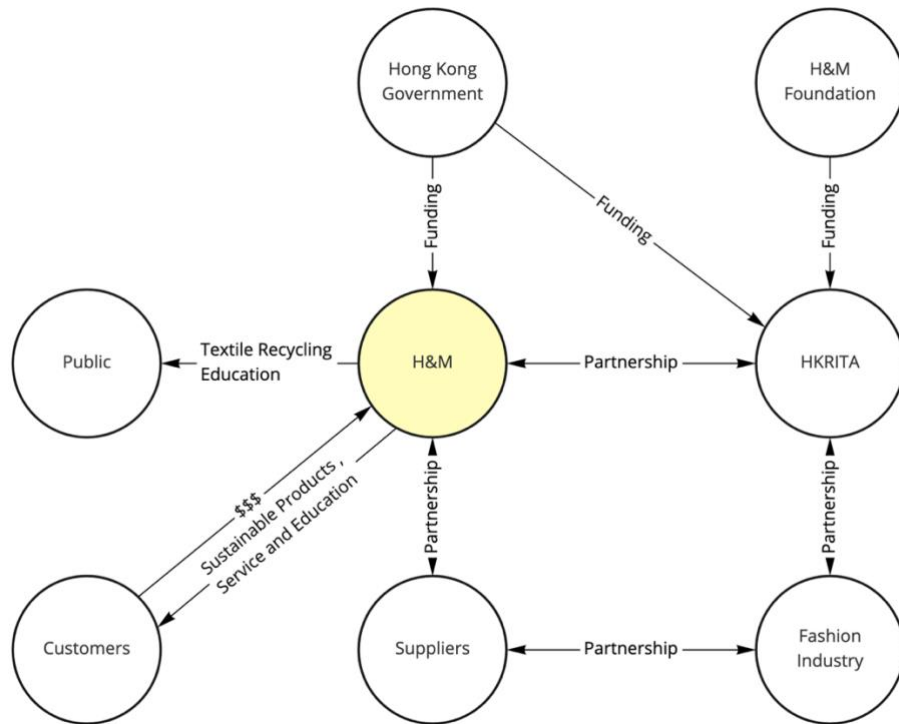 Hong Kong
Government
H&M
Foundation
Funding
Funding
Funding
Public
Textile Recycling
Education
H&M
Partnership
HKRITA
$$$
Sustainable Products ,
Service and Education
Partnership
Partnership
Customers
Suppliers
Partnership
Fashion
Industry